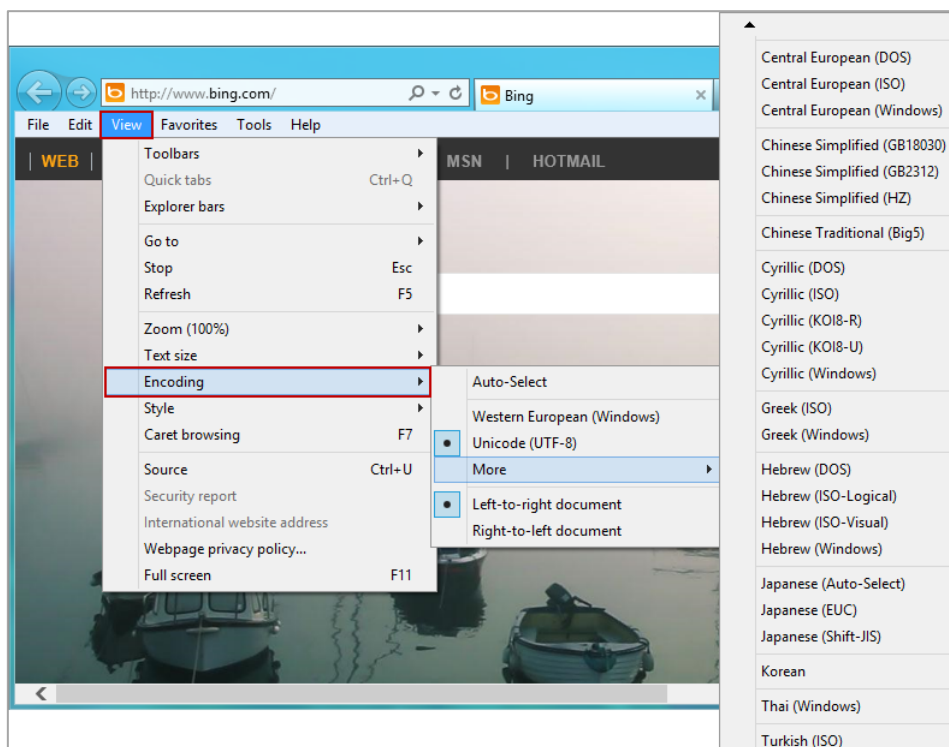 http://www.bing.com/
Bing
File Edit View Favorites Tools Help
| WEB | MSN | HOTMAIL
Toolbars
Quick tabs Ctrl+Q
Explorer bars
Go to
Stop Esc
Refresh F5
Zoom (100%)
Text size
Encoding
Style
Caret browsing F7
Source Ctrl+U
Security report
International website address
Webpage privacy policy...
Full screen F11
Auto-Select
Western European (Windows)
Unicode (UTF-8)
More
Left-to-right document
Right-to-left document
Central European (DOS)
Central European (ISO)
Central European (Windows)
Chinese Simplified (GB18030)
Chinese Simplified (GB2312)
Chinese Simplified (HZ)
Chinese Traditional (Big5)
Cyrillic (DOS)
Cyrillic (ISO)
Cyrillic (KOI8-R)
Cyrillic (KOI8-U)
Cyrillic (Windows)
Greek (ISO)
Greek (Windows)
Hebrew (DOS)
Hebrew (ISO-Logical)
Hebrew (ISO-Visual)
Hebrew (Windows)
Japanese (Auto-Select)
Japanese (EUC)
Japanese (Shift-JIS)
Korean
Thai (Windows)
Turkish (ISO)